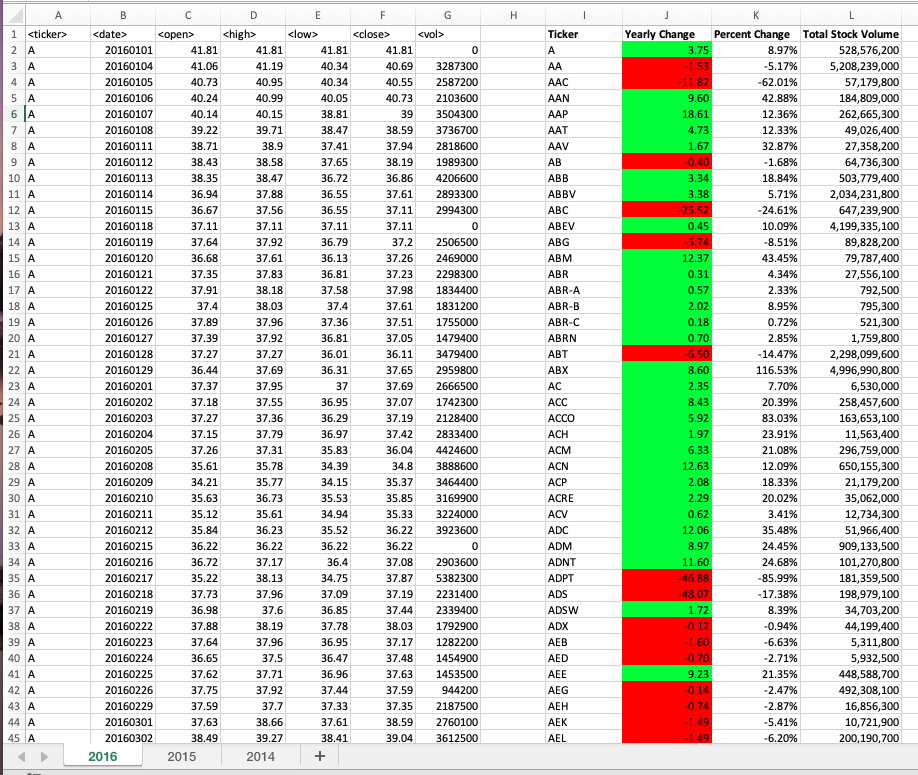 A B C D E F G H I J K L
1 <ticker> <date> <open> <high> <low> <close> <vol> Ticker Yearly Change Percent Change Total Stock Volume
2 A 20160101 41.81 41.81 41.81 41.81 0 A 3.75 8.97% 528,576,200
3 A 20160104 41.06 41.19 40.34 40.69 3287300 AA -1.53 -5.17% 5,208,239,000
4 A 20160105 40.73 40.95 40.34 40.55 2587200 AAC -11.82 -62.01% 57,179,800
5 A 20160106 40.24 40.99 40.05 40.73 2103600 AAN 9.60 42.88% 184,809,000
6 A 20160107 40.14 40.15 38.81 39 3504300 AAP 18.61 12.36% 262,665,300
7 A 20160108 39.22 39.71 38.47 38.59 3736700 AAT 4.73 12.33% 49,026,400
8 A 20160111 38.71 38.9 37.41 37.94 2818600 AAV 1.67 32.87% 27,358,200
9 A 20160112 38.43 38.58 37.65 38.19 1989300 AB -0.40 -1.68% 64,736,300
10 A 20160113 38.35 38.47 36.72 36.86 4206600 ABB 3.34 18.84% 503,779,400
11 A 20160114 36.94 37.88 36.55 37.61 2893300 ABBV 3.38 5.71% 2,034,231,800
12 A 20160115 36.67 37.56 36.55 37.11 2994300 ABC -25.52 -24.61% 647,239,900
13 A 20160118 37.11 37.11 37.11 37.11 0 ABEV 0.45 10.09% 4,199,335,100
14 A 20160119 37.64 37.92 36.79 37.2 2506500 ABG -5.74 -8.51% 89,828,200
15 A 20160120 36.68 37.61 36.13 37.26 2469000 ABM 12.37 43.45% 79,787,400
16 A 20160121 37.35 37.83 36.81 37.23 2298300 ABR 0.31 4.34% 27,556,100
17 A 20160122 37.91 38.18 37.58 37.98 1834400 ABR-A 0.57 2.33% 792,500
18 A 20160125 37.4 38.03 37.4 37.61 1831200 ABR-B 2.02 8.95% 795,300
19 A 20160126 37.89 37.96 37.36 37.51 1755000 ABR-C 0.18 0.72% 521,300
20 A 20160127 37.39 37.92 36.81 37.05 1479400 ABRN 0.70 2.85% 1,759,800
21 A 20160128 37.27 37.27 36.01 36.11 3479400 ABT -6.50 -14.47% 2,298,099,600
22 A 20160129 36.44 37.69 36.31 37.65 2959800 ABX 8.60 116.53% 4,996,990,800
23 A 20160201 37.37 37.95 37 37.69 2666500 AC 2.35 7.70% 6,530,000
24 A 20160202 37.18 37.55 36.95 37.07 1742300 ACC 8.43 20.39% 258,457,600
25 A 20160203 37.27 37.36 36.29 37.19 2128400 ACCO 5.92 83.03% 163,653,100
26 A 20160204 37.15 37.79 36.97 37.42 2833400 ACH 1.97 23.91% 11,563,400
27 A 20160205 37.26 37.31 35.83 36.04 4424600 ACM 6.33 21.08% 296,759,000
28 A 20160208 35.61 35.78 34.39 34.8 3888600 ACN 12.63 12.09% 650,155,300
29 A 20160209 34.21 35.77 34.15 35.37 3464400 ACP 2.08 18.33% 21,179,200
30 A 20160210 35.63 36.73 35.53 35.85 3169900 ACRE 2.29 20.02% 35,062,000
31 A 20160211 35.12 35.61 34.94 35.33 3224000 ACV 0.62 3.41% 12,734,300
32 A 20160212 35.84 36.23 35.52 36.22 3923600 ADC 12.06 35.48% 51,966,400
33 A 20160215 36.22 36.22 36.22 36.22 0 ADM 8.97 24.45% 909,133,500
34 A 20160216 36.72 37.17 36.4 37.08 2903600 ADNT 11.60 24.68% 101,270,800
35 A 20160217 35.22 38.13 34.75 37.87 5382300 ADPT -46.88 -85.99% 181,359,500
36 A 20160218 37.73 37.96 37.09 37.19 2231400 ADS -48.07 -17.38% 198,979,100
37 A 20160219 36.98 37.6 36.85 37.44 2339400 ADSW 1.72 8.39% 34,703,200
38 A 20160222 37.88 38.19 37.78 38.03 1792900 ADX -0.12 -0.94% 44,199,400
39 A 20160223 37.64 37.96 36.95 37.17 1282200 AEB -1.60 -6.63% 5,311,800
40 A 20160224 36.65 37.5 36.47 37.48 1454900 AED -0.70 -2.71% 5,932,500
41 A 20160225 37.62 37.71 36.96 37.63 1453500 AEE 9.23 21.35% 448,588,700
42 A 20160226 37.75 37.92 37.44 37.59 944200 AEG -0.14 -2.47% 492,308,100
43 A 20160229 37.59 37.7 37.33 37.35 2187500 AEH -0.74 -2.87% 16,856,300
44 A 20160301 37.63 38.66 37.61 38.59 2760100 AEK -1.49 -5.41% 10,721,900
45 A 20160302 38.49 39.27 38.41 39.04 3612500 AEL -1.49 -6.20% 200,190,700
2016 2015 2014 +